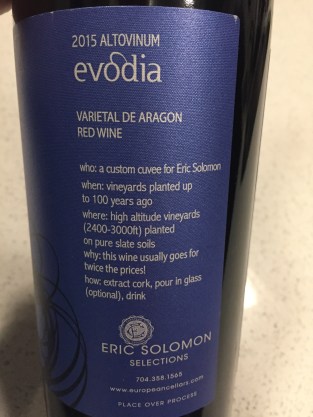 2015 ALTOVINUM
evodia
VARIETAL DE ARAGON
RED WINE
who: a custom cuvee for Eric Solomon
when: vineyards planted up
to 100 years ago
where: high altitude vineyards
(2400-3000ft) planted
on pure slate soils
why: this wine usually goes for
twice the prices!
how: extract cork, pour in glass
(optional), drink
ERIC SOLOMON
SELECTIONS
704.358.1565
www.europeancellars.com
PLACE OVER PROCESS